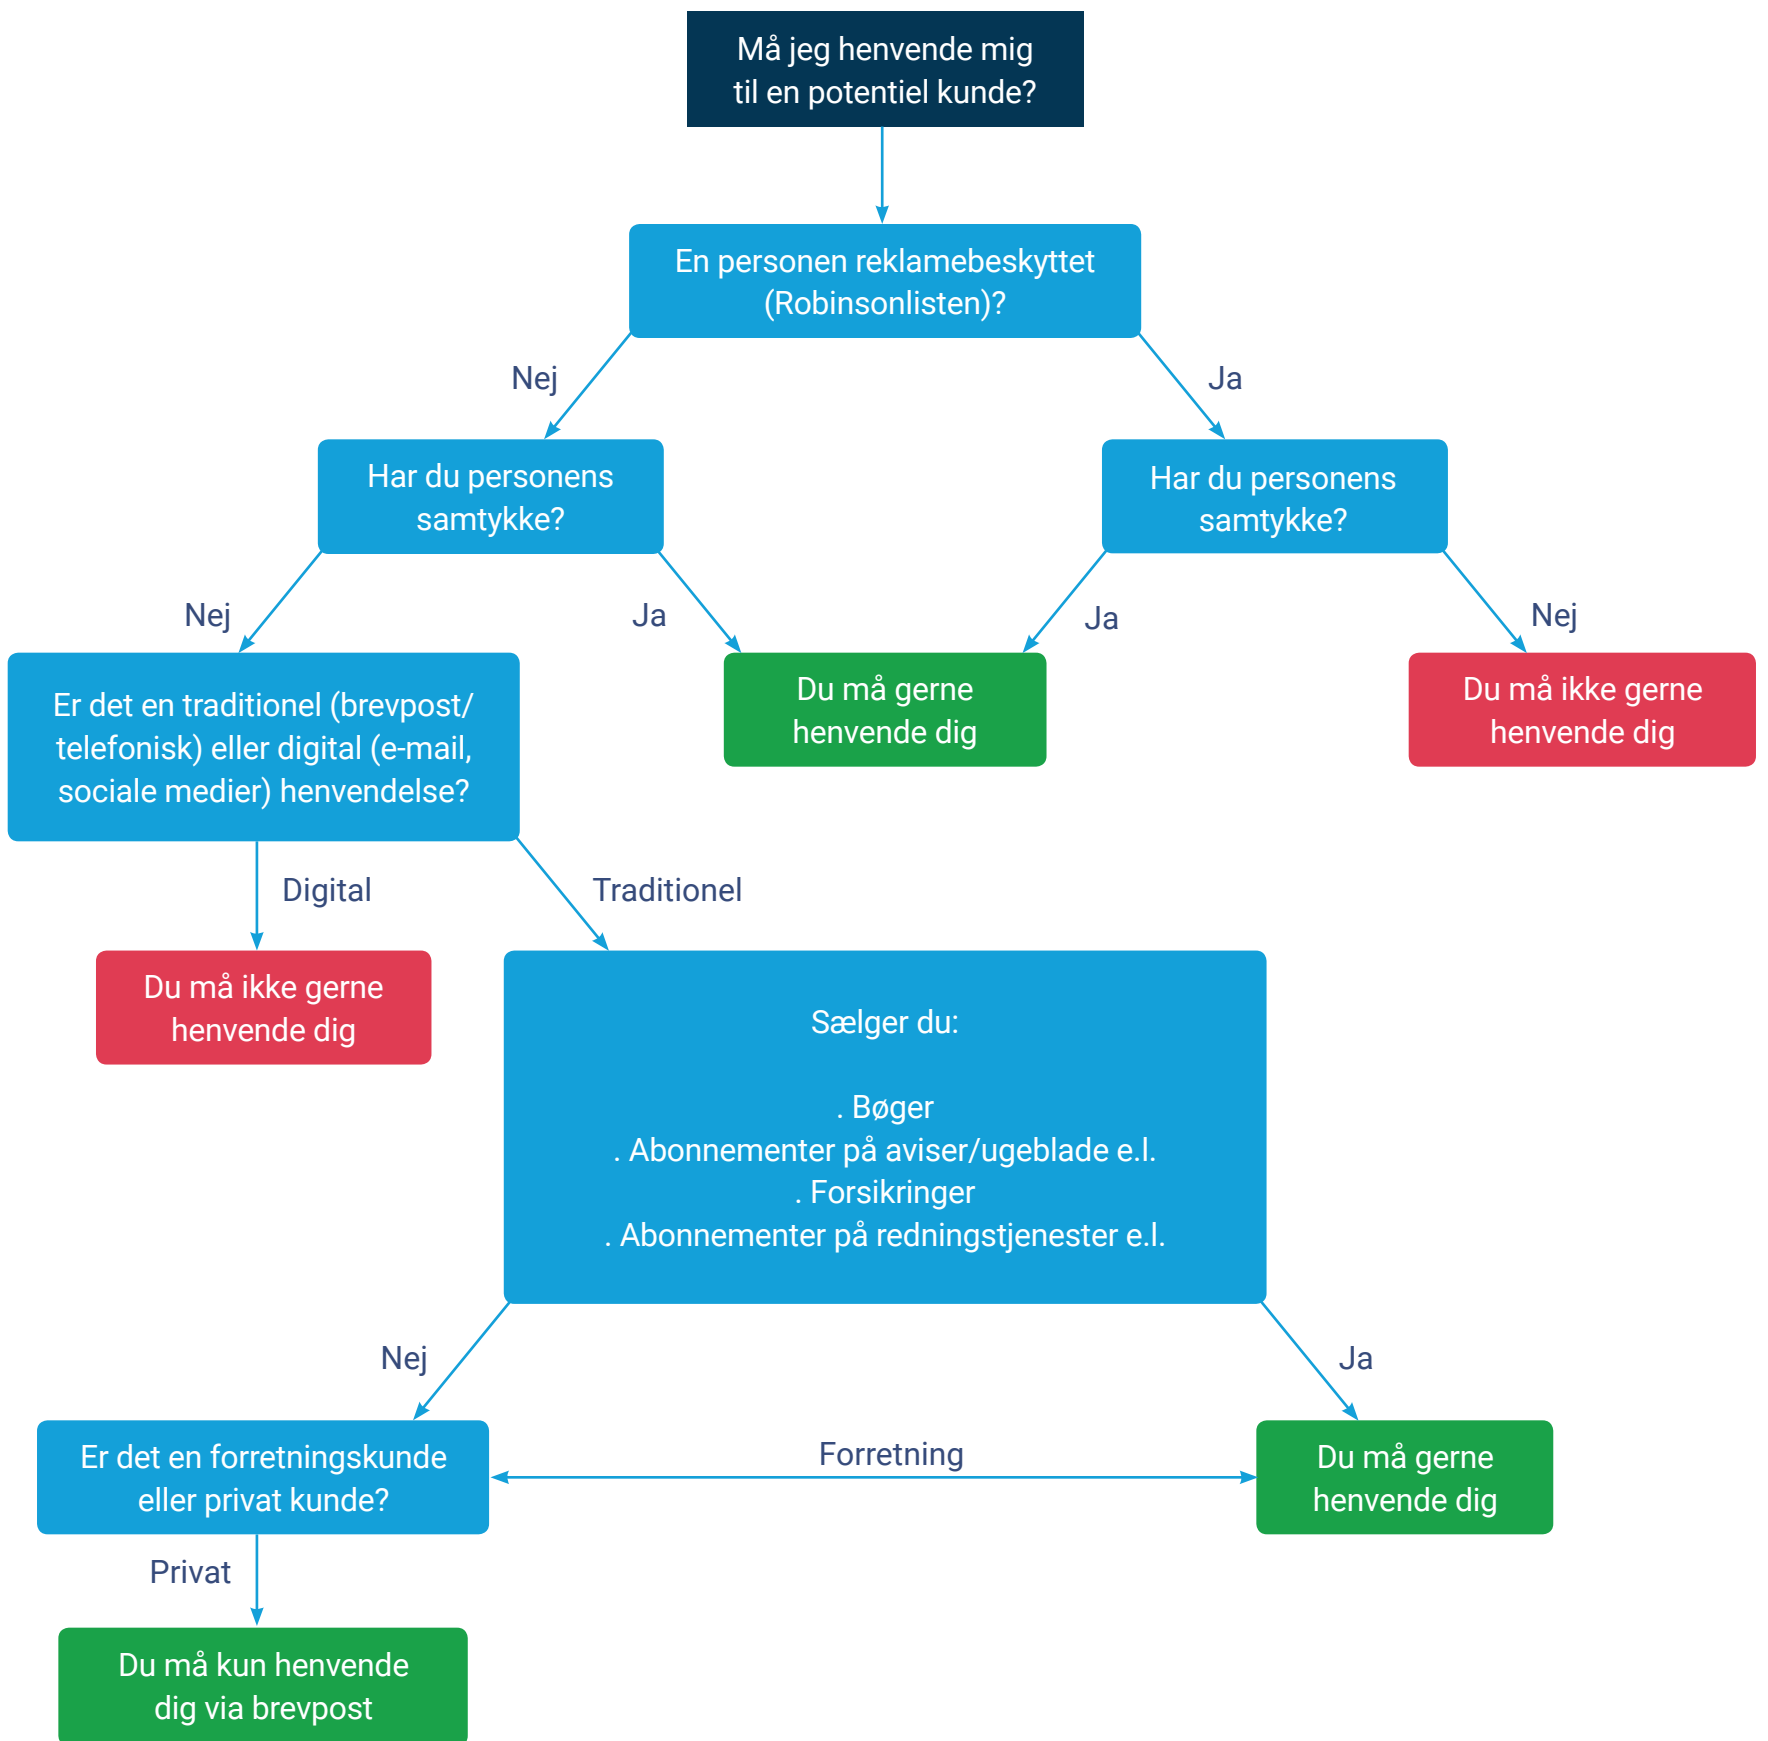 Må jeg henvende mig
til en potentiel kunde?
En personen reklamebeskyttet
(Robinsonlisten)?
Nej
Ja
Har du personens
samtykke?
Har du personens
samtykke?
Nej
Ja
Ja
Nej
Er det en traditionel (brevpost/
telefonisk) eller digital (e-mail,
sociale medier) henvendelse?
Du må gerne
henvende dig
Du må ikke gerne
henvende dig
Digital
Traditionel
Du må ikke gerne
henvende dig
Sælger du:
. Bøger
. Abonnementer på aviser/ugeblade e.l.
. Forsikringer
. Abonnementer på redningstjenester e.l.
Nej
Ja
Er det en forretningskunde
eller privat kunde?
Forretning
Du må gerne
henvende dig
Privat
Du må kun henvende
dig via brevpost